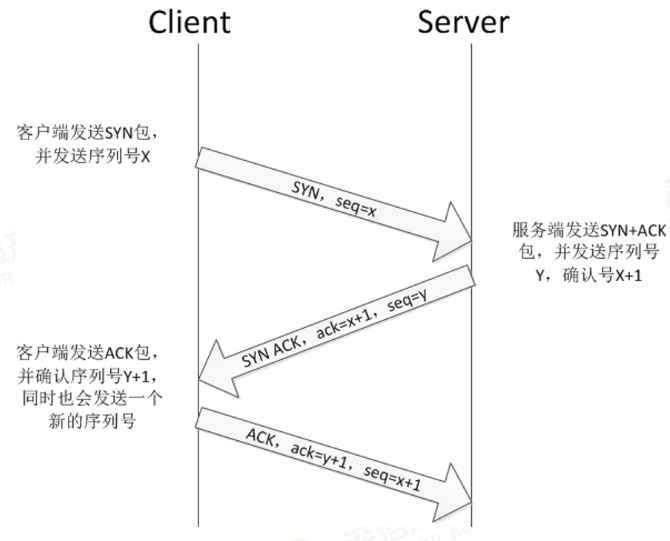 Client
Server
客户端发送SYN包,
并发送序列号X
SYN, seq=x
服务端发送SYN+ACK
包,并发送序列号
Y,确认号X+1
SYN ACK, ack=x+1, seq=y
客户端发送ACK包,
并确认序列号Y+1,
同时也会发送一个
新的序列号
ACK, ack=y+1, seq=x+1